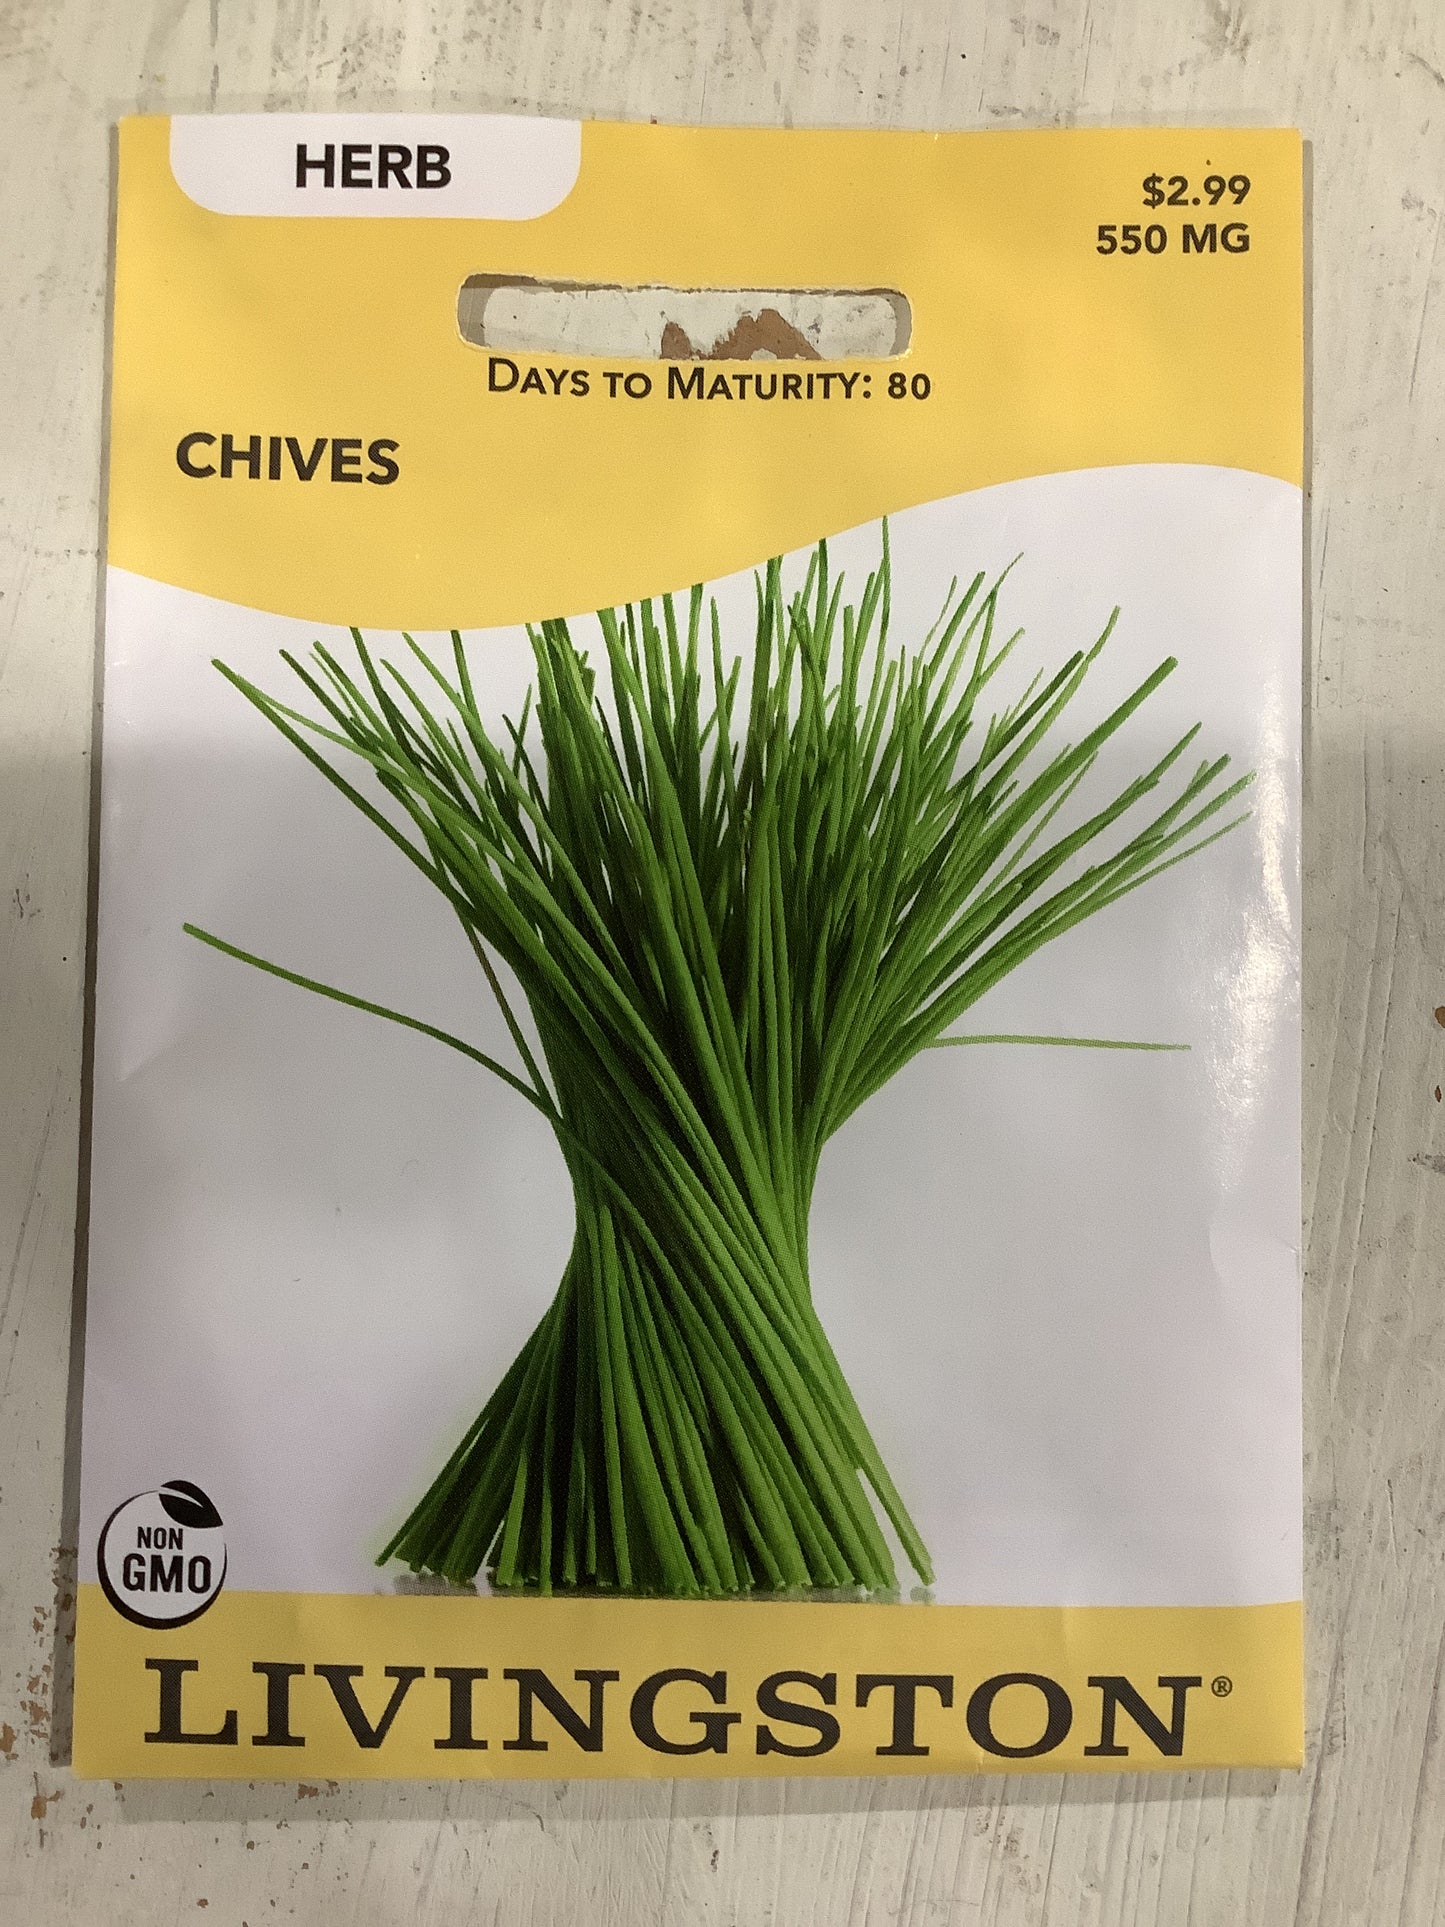 HERB
$2.99
550 MG
DAYS TO MATURITY: 80
CHIVES
NON
GMO
LIVINGSTON®